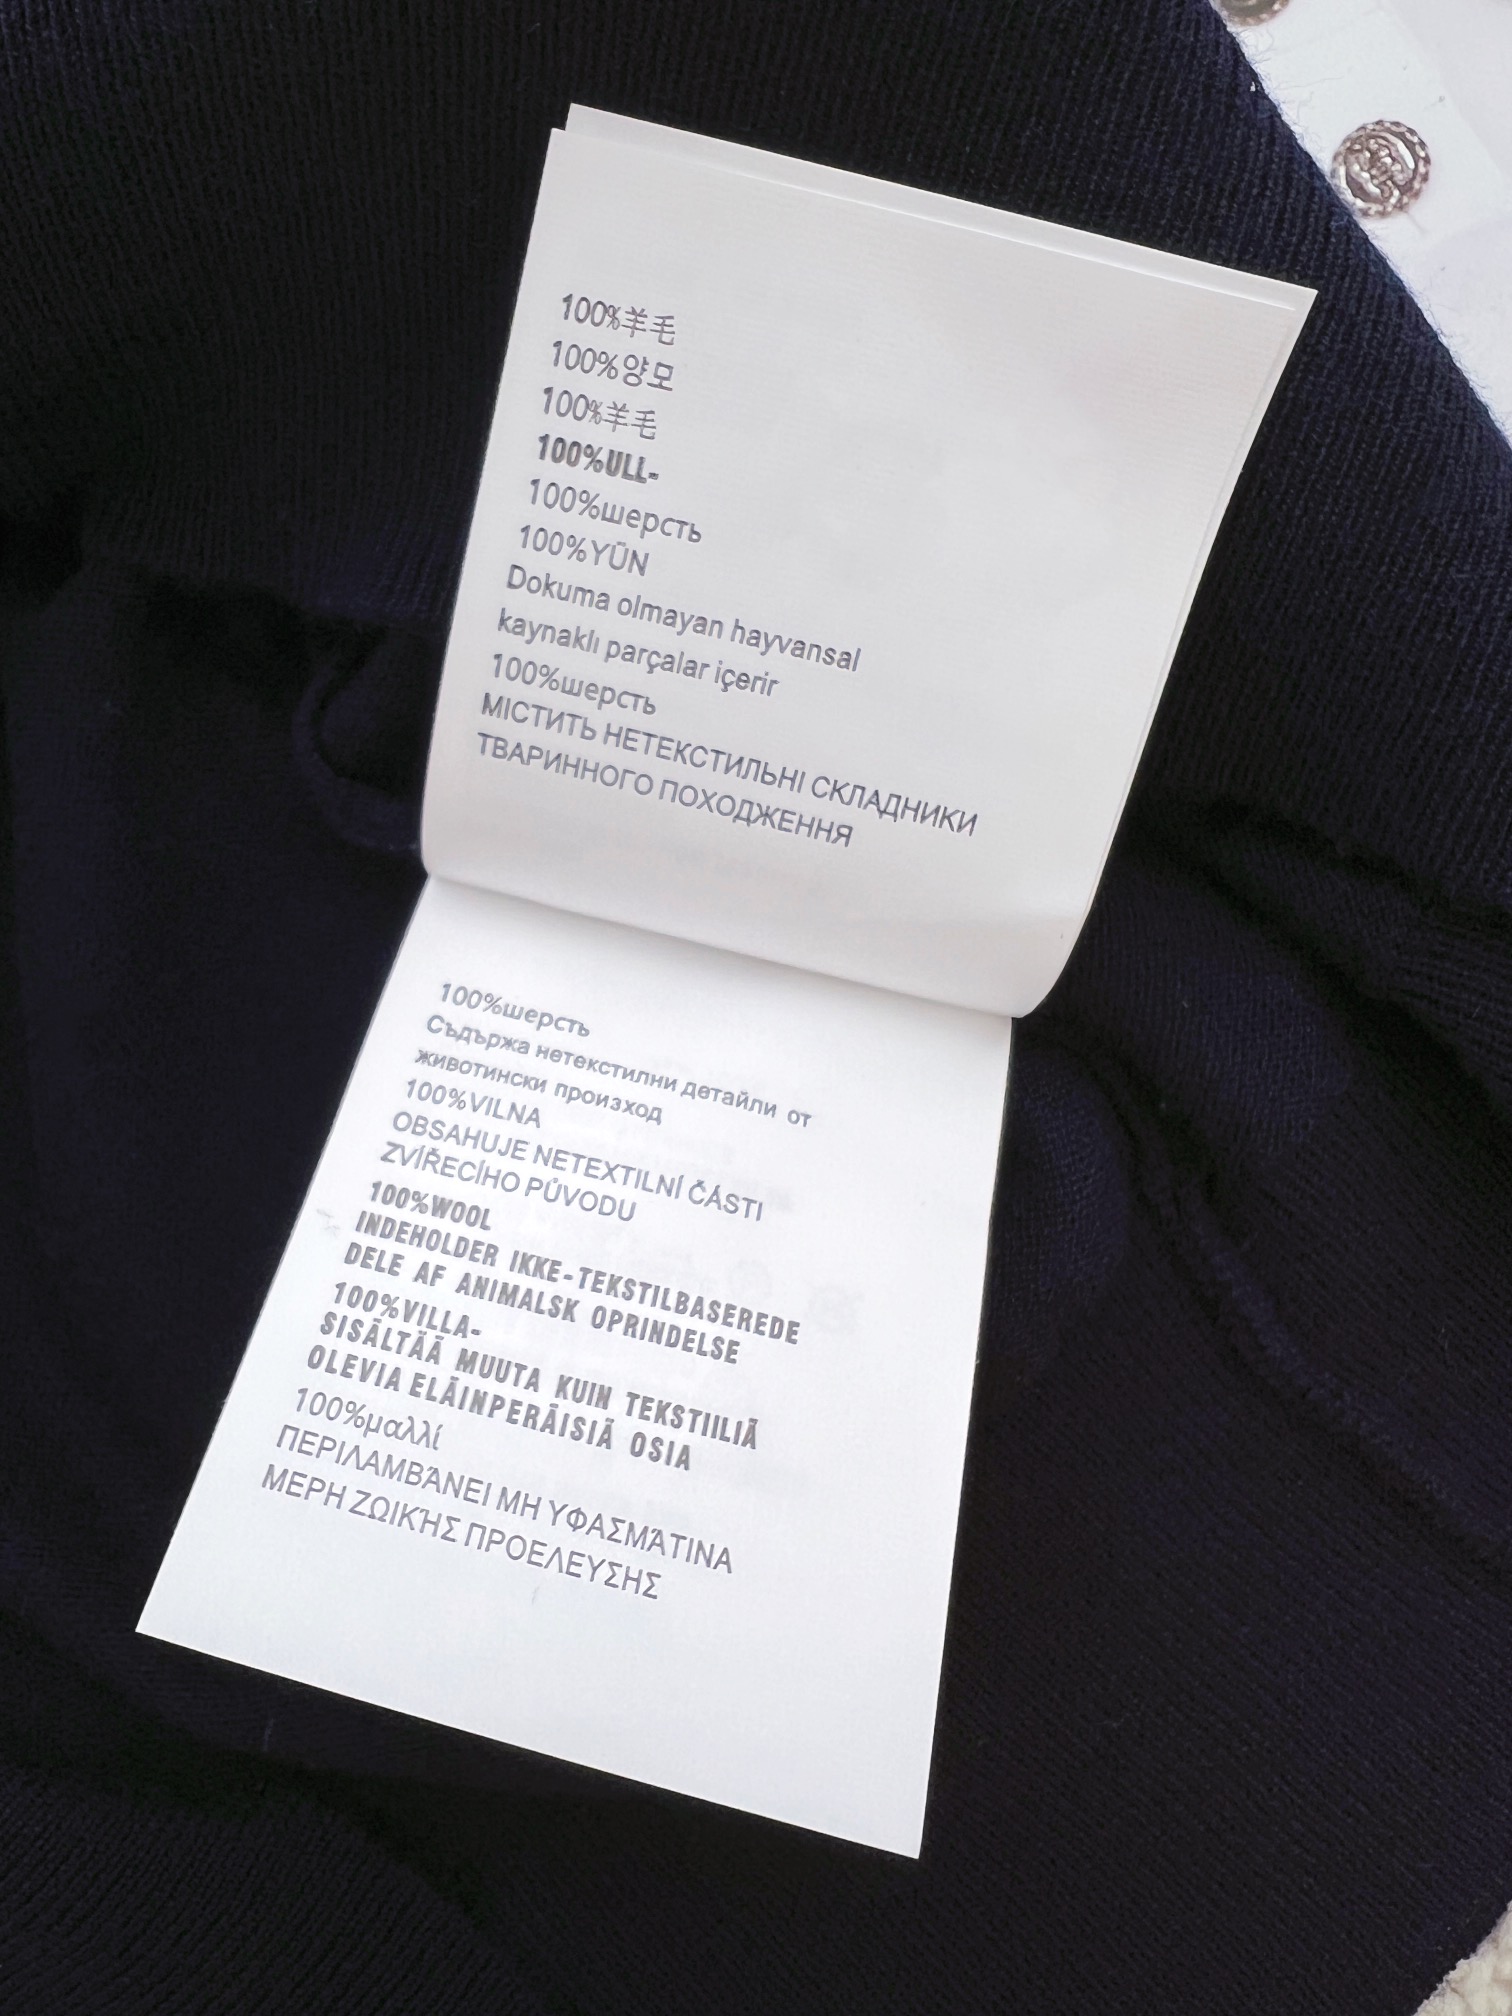 100%羊毛
100%양모
100%羊毛
100%ULL-
100%шерсть
100%YÜN
Dokuma olmayan hayvansal
kaynaklı parçalar içerir
100%шерсть
МІСТИТЬ НЕТЕКСТИЛЬНІ СКЛАДНИКИ
ТВАРИННОГО ПОХОДЖЕННЯ
100%шерсть
Съдържа нетекстилни детайли от
животински произход
100%VILNA
OBSAHUJE NETEXTILNÍ ČÁSTI
ZVÍŘECÍHO PŮVODU
100%WOOL
INDEHOLDER IKKE-TEKSTILBASEREDE
DELE AF ANIMALSK OPRINDELSE
100%VILLA-
SISÄLTÄÄ MUUTA KUIN TEKSTIILIÄ
OLEVIA ELÄINPERÄISIÄ OSIA
100%μαλλί
ΠΕΡΙΛΑΜΒΆΝΕΙ ΜΗ ΥΦΑΣΜΆΤΙΝΑ
ΜΕΡΗ ΖΩΙΚΉΣ ΠΡΟΕΛΕΥΣΗΣ